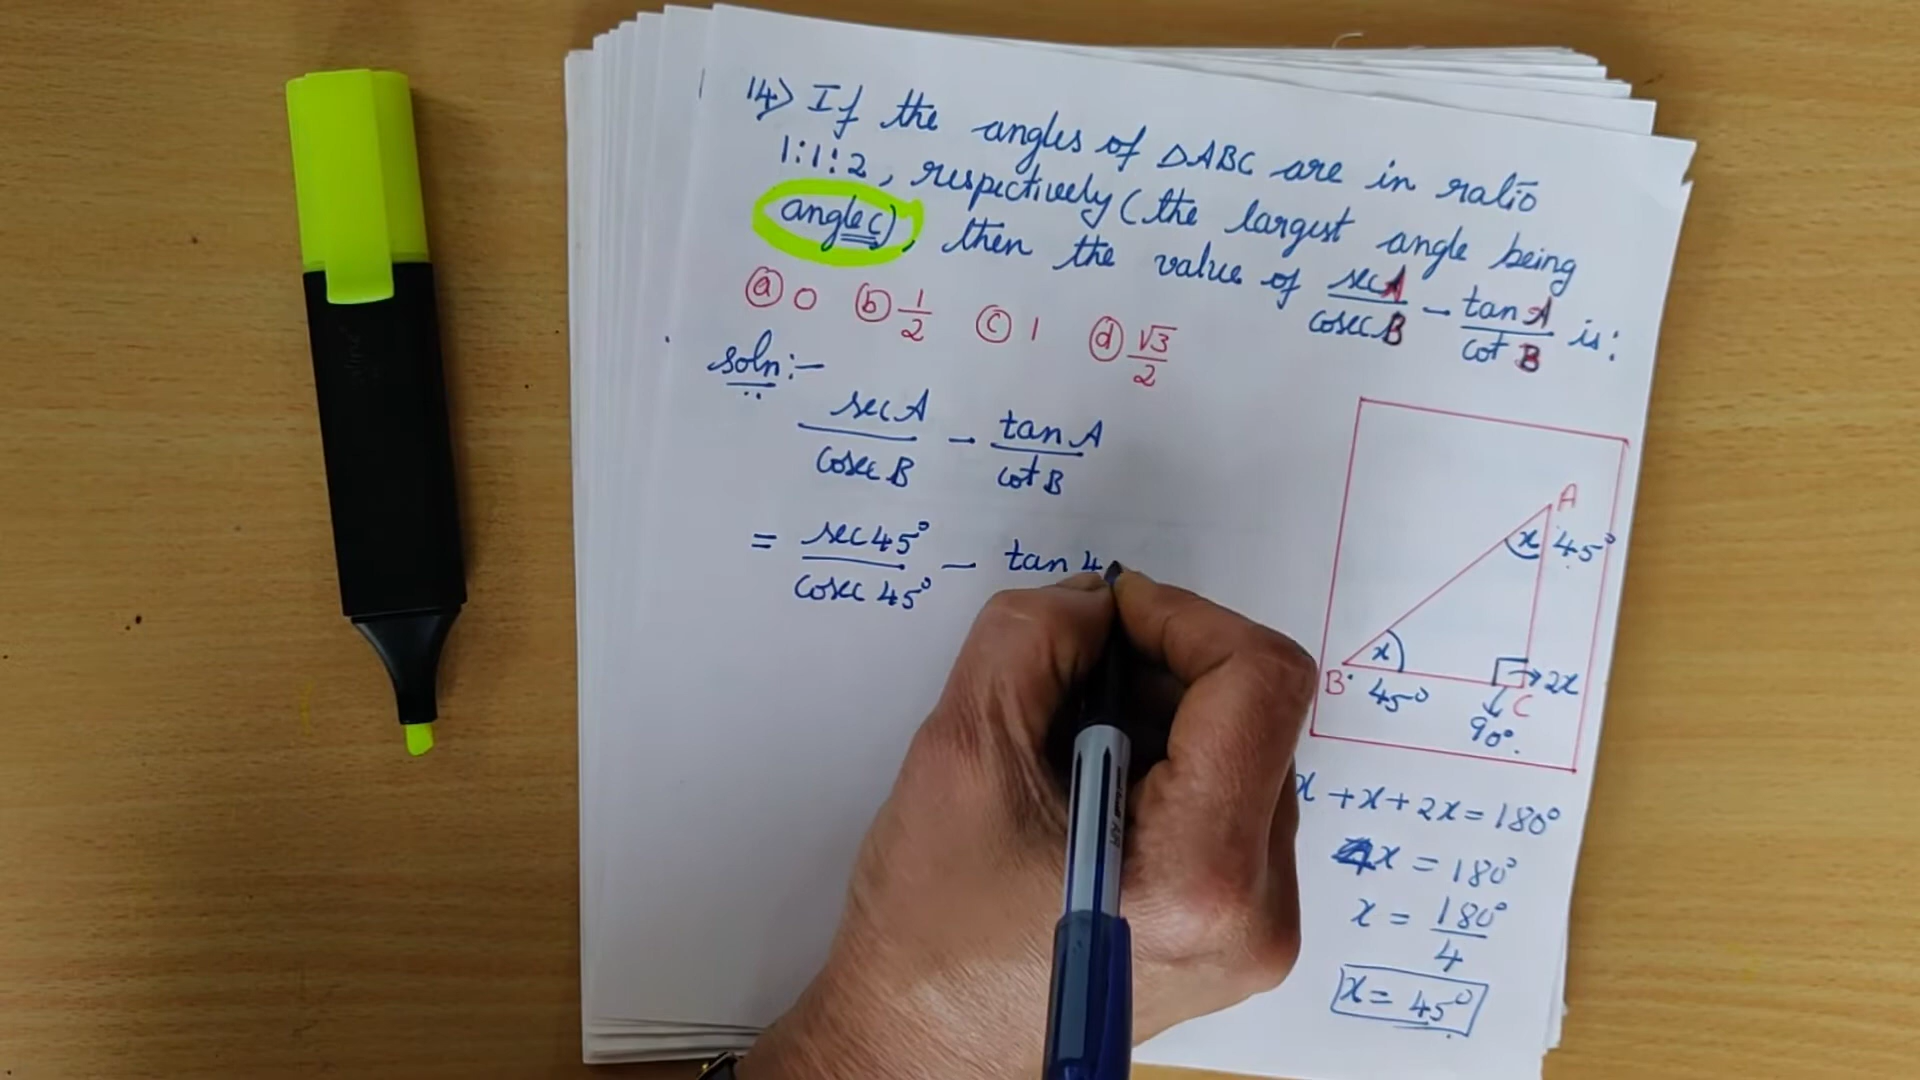 14) If the angles of △ABC are in ratio
1:1:2, respectively (the largest angle being
angle C), then the value of secA/cosecB - tanA/cotB is:
ⓐ 0 ⓑ 1/2 ⓒ 1 ⓓ √3/2
soln:-
secA/cosecB - tanA/cotB
= sec45°/cosec45° - tan 4
A
x 45°
x
B 45°
C
2x
90°
x + x + 2x = 180°
4x = 180°
x = 180°/4
x = 45°